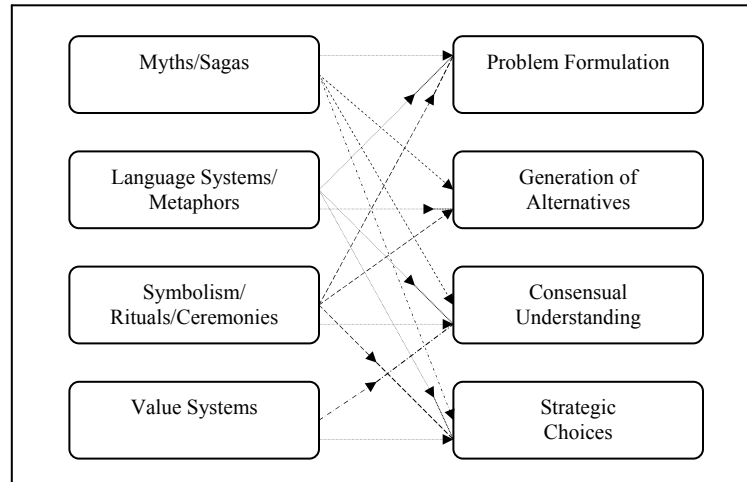 Myths/Sagas
Problem Formulation
Language Systems/
Metaphors
Generation of
Alternatives
Symbolism/
Rituals/Ceremonies
Consensual
Understanding
Value Systems
Strategic
Choices